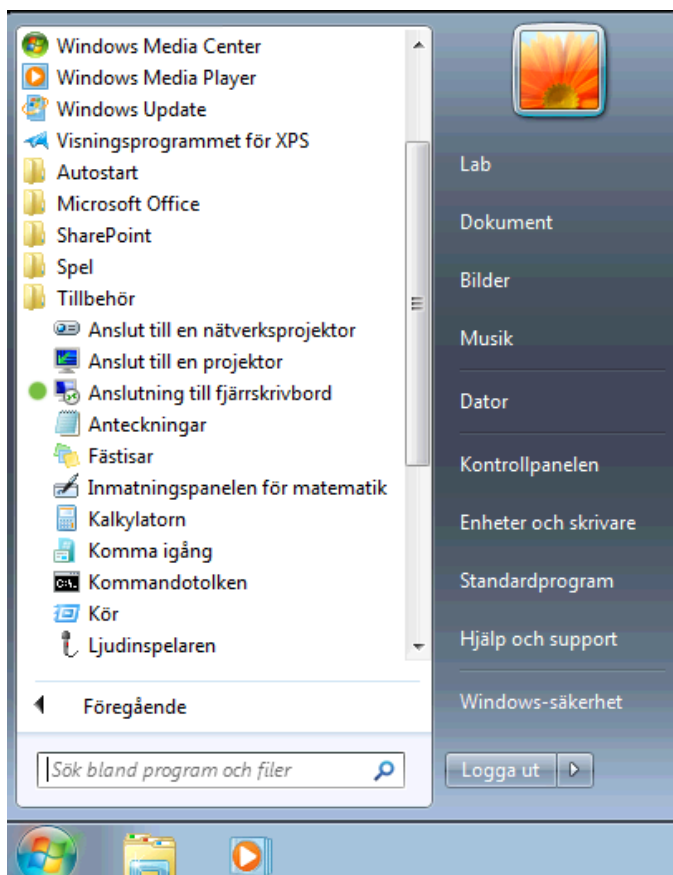 Windows Media Center
Windows Media Player
Windows Update
Visningsprogrammet för XPS
Autostart
Microsoft Office
SharePoint
Spel
Tillbehör
Anslut till en nätverksprojektor
Anslut till en projektor
Anslutning till fjärrskrivbord
Anteckningar
Fästisar
Inmatningspanelen för matematik
Kalkylatorn
Komma igång
Kommandotolken
Kör
Ljudinspelaren
Föregående
Sök bland program och filer
Lab
Dokument
Bilder
Musik
Dator
Kontrollpanelen
Enheter och skrivare
Standardprogram
Hjälp och support
Windows-säkerhet
Logga ut